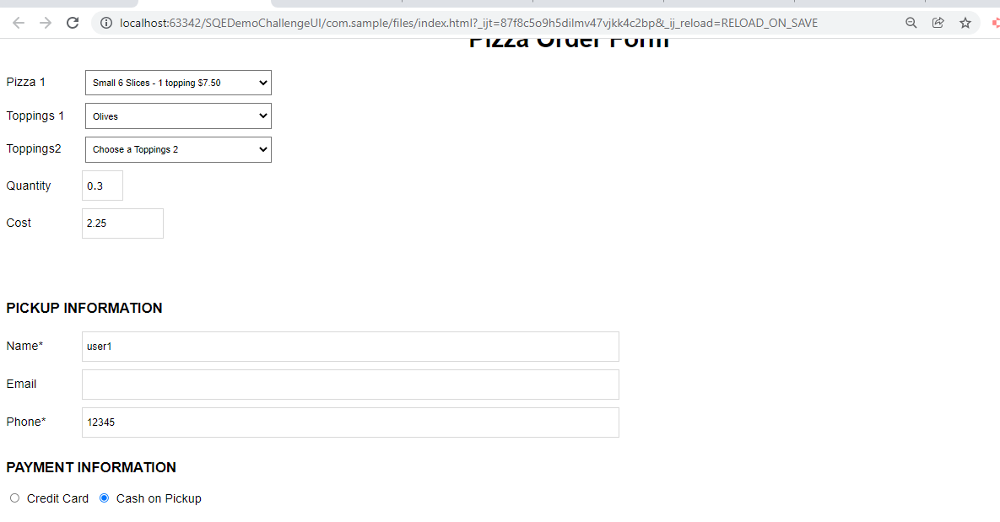 localhost:63342/SQEDemoChallengeUI/com.sample/files/index.html?_ijt=87f8c5o9h5dilmv47vjkk4c2bp&_ij_reload=RELOAD_ON_SAVE
Pizza Order Form
Pizza 1 Small 6 Slices - 1 topping $7.50
Toppings 1 Olives
Toppings2 Choose a Toppings 2
Quantity 0.3
Cost 2.25
PICKUP INFORMATION
Name* user1
Email
Phone* 12345
PAYMENT INFORMATION
Credit Card Cash on Pickup